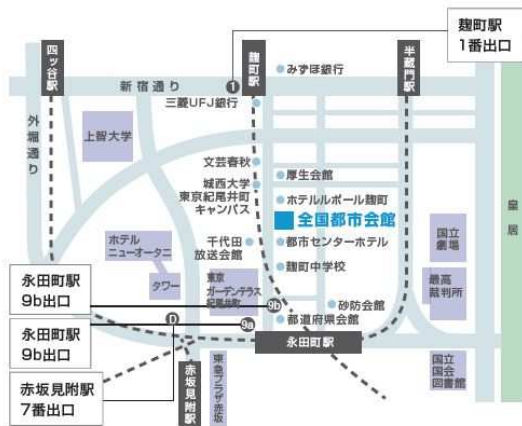 麹町駅
1番出口
四ッ谷駅
麹町駅
半蔵門駅
みずほ銀行
1
新宿通り
三菱UFJ銀行
外堀通り
上智大学
文芸春秋
厚生会館
城西大学
東京紀尾井町
キャンパス
ホテルルポール麹町
全国都市会館
皇居
国立
劇場
ホテル
ニューオータニ
千代田
放送会館
都市センターホテル
タワー
東京
ガーデンテラス
紀尾井町
麹町中学校
最高
裁判所
永田町駅
9b出口
9b
砂防会館
永田町駅
9b出口
D
9a
都道府県会館
永田町駅
赤坂見附駅
7番出口
赤坂見附駅
東急プラザ赤坂
国立
国会
図書館